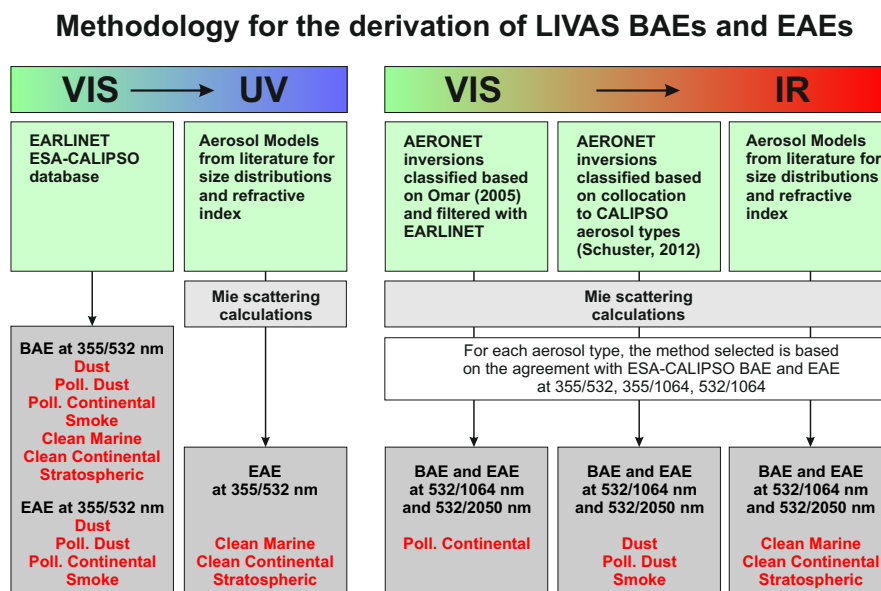 Methodology for the derivation of LIVAS BAEs and EAEs
VIS
UV
EARLINET
ESA-CALIPSO
database
Aerosol Models
from literature for
size distributions
and refractive
index
Mie scattering
calculations
BAE at 355/532 nm
Dust
Poll. Dust
Poll. Continental
Smoke
Clean Marine
Clean Continental
Stratospheric
EAE at 355/532 nm
Dust
Poll. Dust
Poll. Continental
Smoke
EAE
at 355/532 nm
Clean Marine
Clean Continental
Stratospheric
VIS
IR
AERONET
inversions
classified based
on Omar (2005)
and filtered with
EARLINET
AERONET
inversions
classified based
on collocation
to CALIPSO
aerosol types
(Schuster, 2012)
Aerosol Models
from literature for
size distributions
and refractive
index
Mie scattering
calculations
For each aerosol type, the method selected is based
on the agreement with ESA-CALIPSO BAE and EAE
at 355/532, 355/1064, 532/1064
BAE and EAE
at 532/1064 nm
and 532/2050 nm
Poll. Continental
BAE and EAE
at 532/1064 nm
and 532/2050 nm
Dust
Poll. Dust
Smoke
BAE and EAE
at 532/1064 nm
and 532/2050 nm
Clean Marine
Clean Continental
Stratospheric